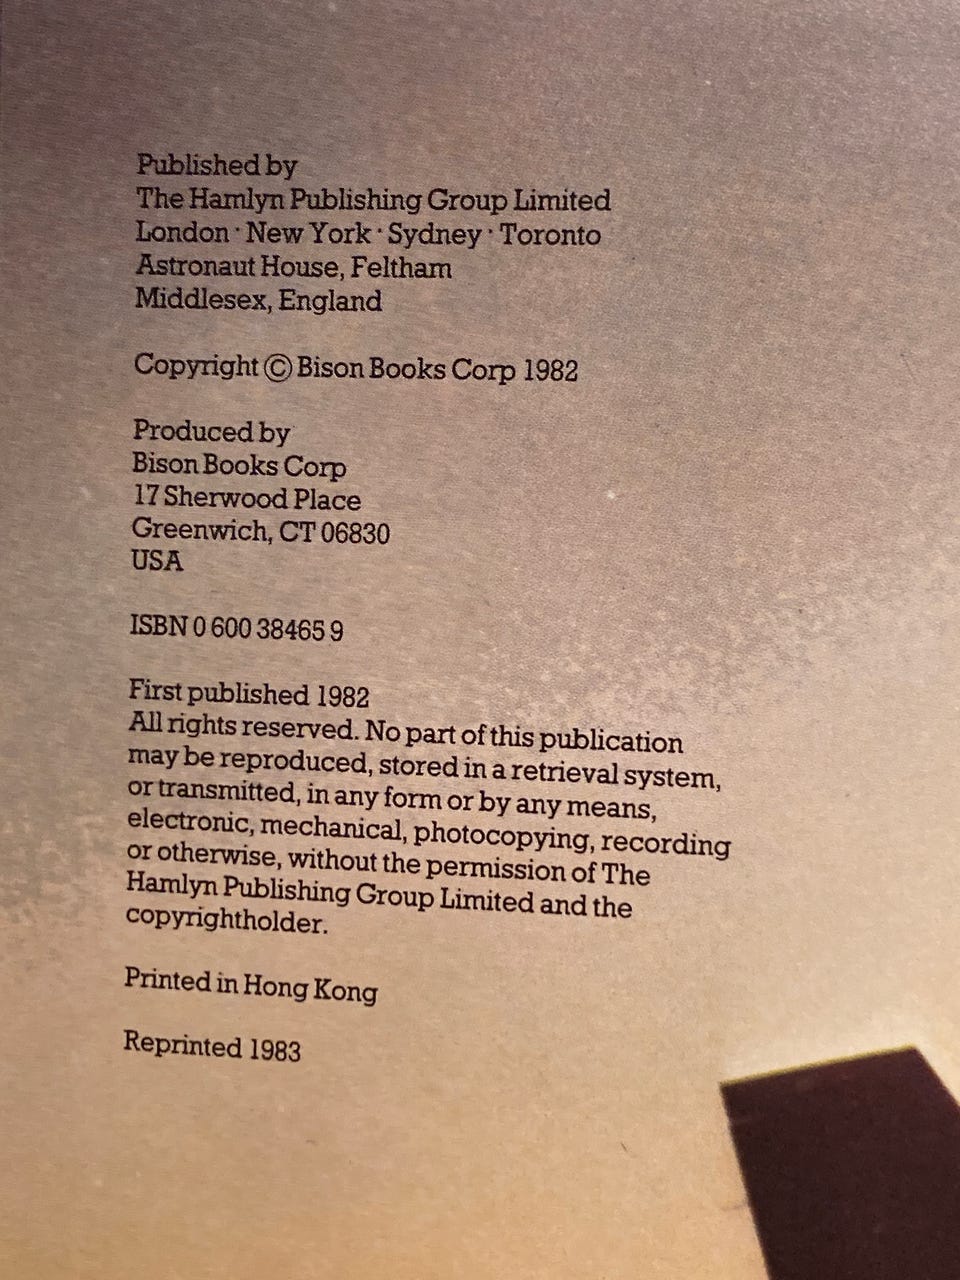 Published by
The Hamlyn Publishing Group Limited
London · New York · Sydney · Toronto
Astronaut House, Feltham
Middlesex, England
Copyright © Bison Books Corp 1982
Produced by
Bison Books Corp
17 Sherwood Place
Greenwich, CT 06830
USA
ISBN 0 600 38465 9
First published 1982
All rights reserved. No part of this publication
may be reproduced, stored in a retrieval system,
or transmitted, in any form or by any means,
electronic, mechanical, photocopying, recording
or otherwise, without the permission of The
Hamlyn Publishing Group Limited and the
copyrightholder.
Printed in Hong Kong
Reprinted 1983